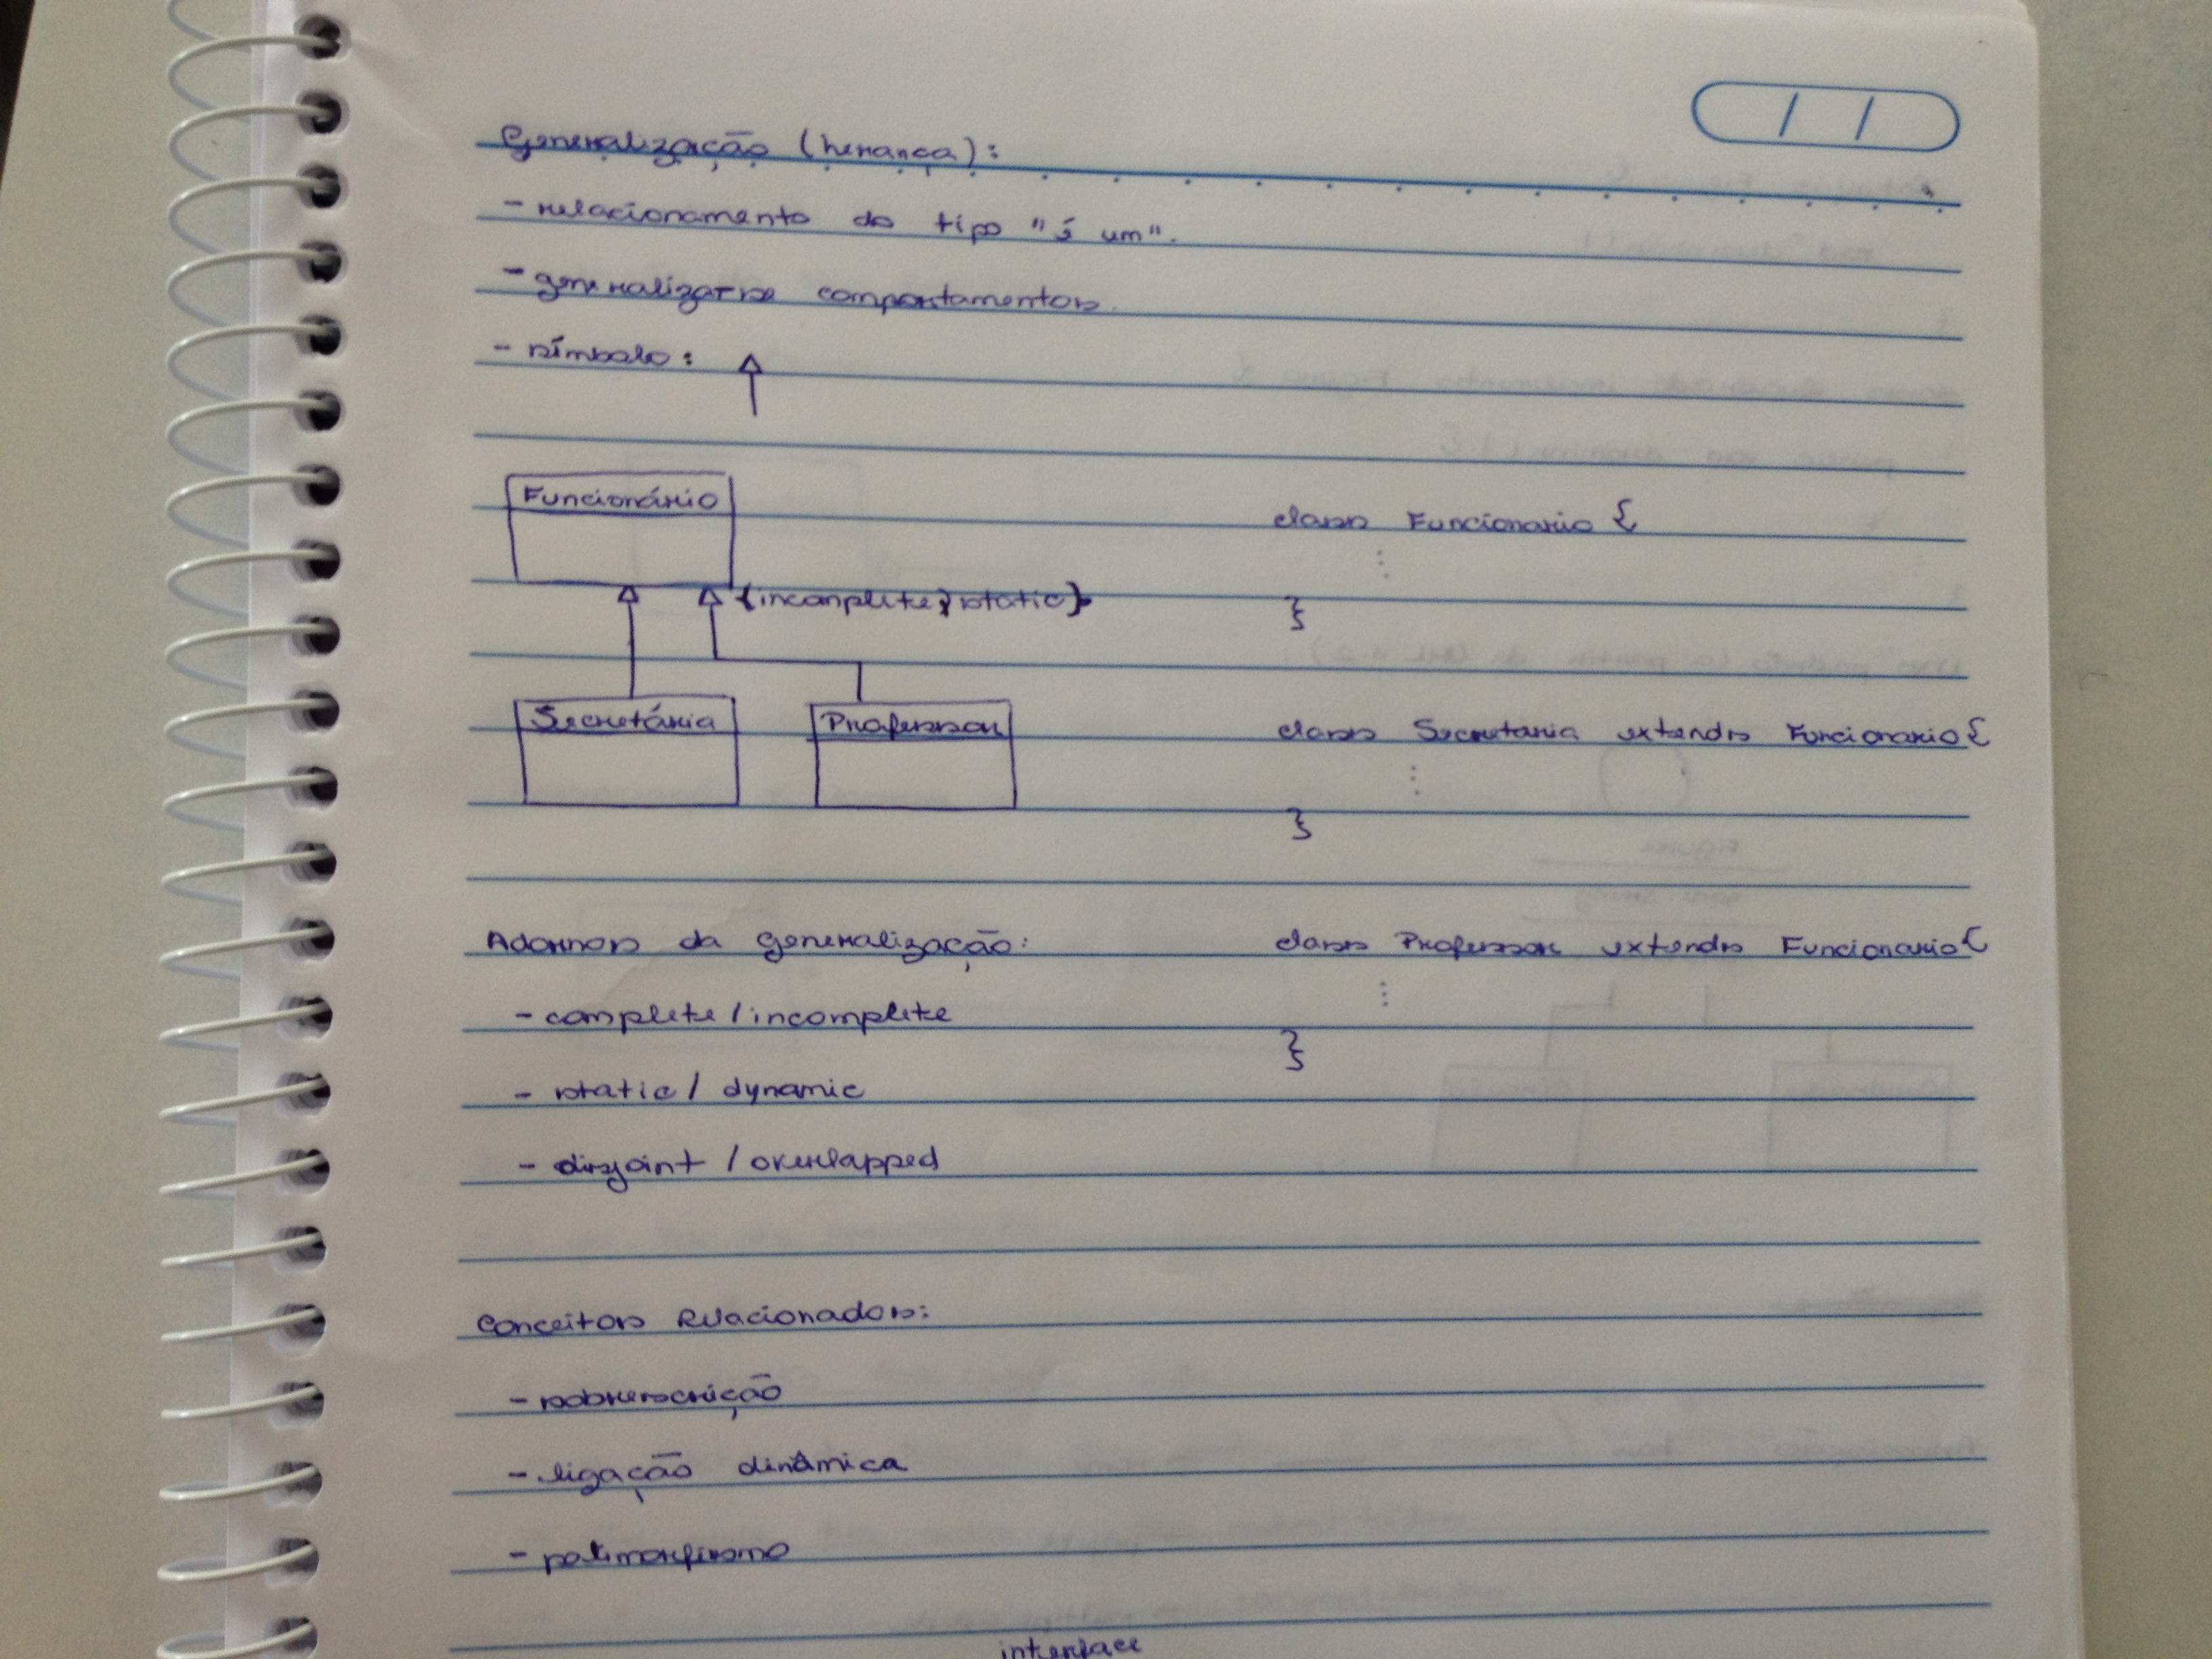 Generalização (herança):
- relacionamento do tipo "é um".
- generaliza-se comportamentos.
- símbolo:
Funcionário
class Funcionario {
⋮
{incomplete, static}
}
Secretária
Professor
class Secretaria extends Funcionario {
⋮
}
Adornos da generalização:
class Professor extends Funcionario {
- complete / incomplete
⋮
}
- static / dynamic
- disjoint / overlapped
Conceitos Relacionados:
- sobrescrição
- ligação dinâmica
- polimorfismo
interface